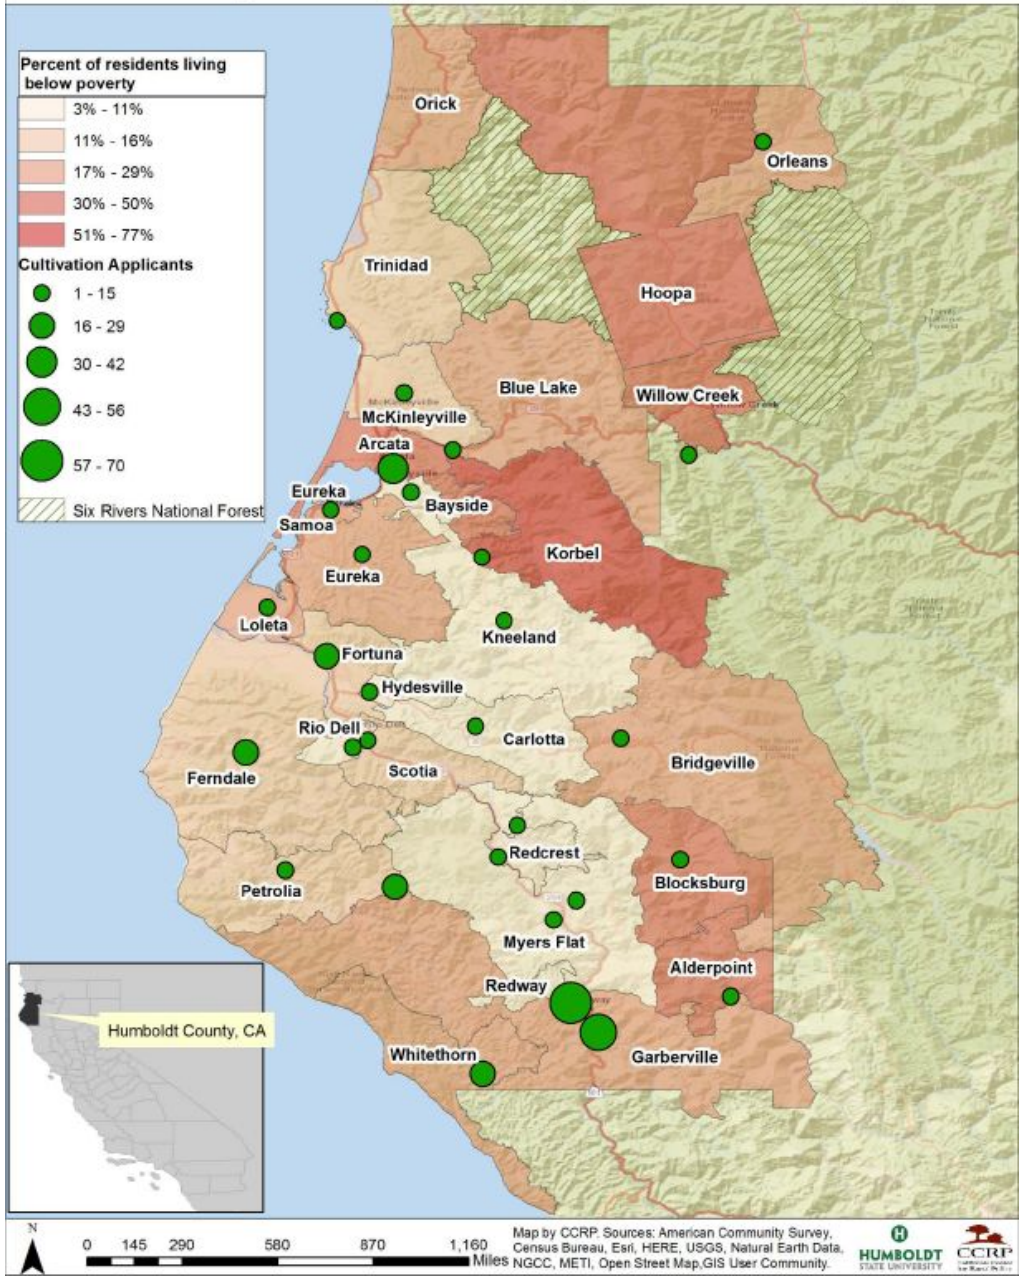 Percent of residents living
below poverty
3% - 11%
11% - 16%
17% - 29%
30% - 50%
51% - 77%
Cultivation Applicants
1 - 15
16 - 29
30 - 42
43 - 56
57 - 70
Six Rivers National Forest
Orick
Orleans
Trinidad
Hoopa
Blue Lake
Willow Creek
McKinleyville
McKinleyville
Arcata
Eureka
Bayside
Samoa
Korbel
Eureka
Loleta
Kneeland
Fortuna
Hydesville
Rio Dell
Carlotta
Scotia
Bridgeville
Ferndale
Redcrest
Blocksburg
Petrolia
Myers Flat
Alderpoint
Redway
Garberville
Whitethorn
Humboldt County, CA
N
0 145 290 580 870 1,160
Miles
Map by CCRP. Sources: American Community Survey,
Census Bureau, Esri, HERE, USGS, Natural Earth Data,
NGCC, METI, Open Street Map,GIS User Community.
H
HUMBOLDT
STATE UNIVERSITY
CCRP